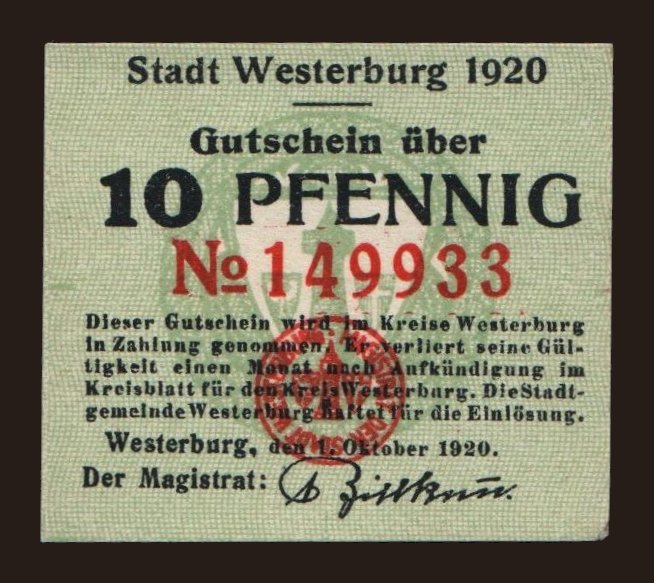 Stadt Westerburg 1920
Gutschein über
10 PFENNIG
No 149933
Dieser Gutschein wird im Kreise Westerburg
in Zahlung genommen. Er verliert seine Gül-
tigkeit einen Monat nach Aufkündigung im
Kreisblatt für den Kreis Westerburg. Die Stadt-
gemeinde Westerburg haftet für die Einlösung.
Westerburg, den 1. Oktober 1920.
Der Magistrat: